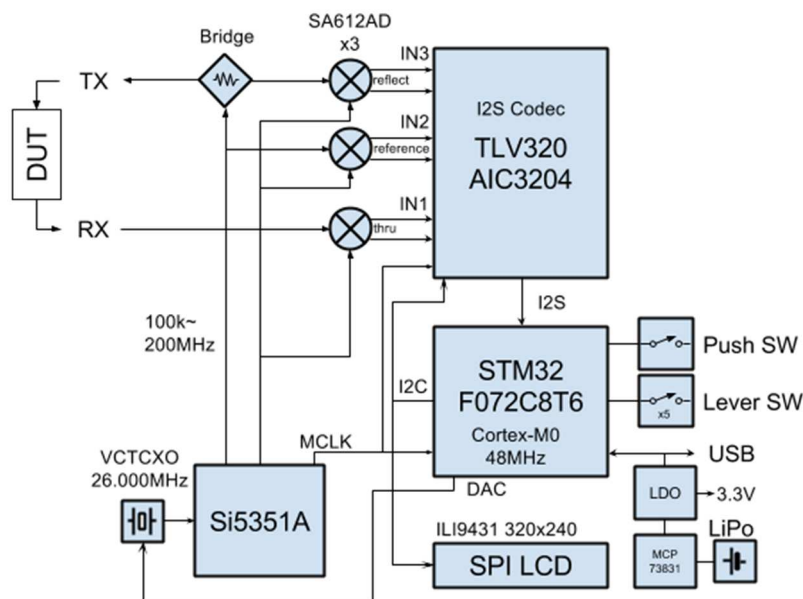 SA612AD
x3
Bridge
TX
IN3
reflect
I2S Codec
TLV320
AIC3204
IN2
reference
DUT
IN1
RX
thru
100k~
200MHz
I2S
STM32
F072C8T6
Cortex-M0
48MHz
Push SW
I2C
x5
Lever SW
MCLK
USB
VCTCXO
26.000MHz
DAC
LDO
3.3V
Si5351A
ILI9431 320x240
SPI LCD
LiPo
MCP
73831